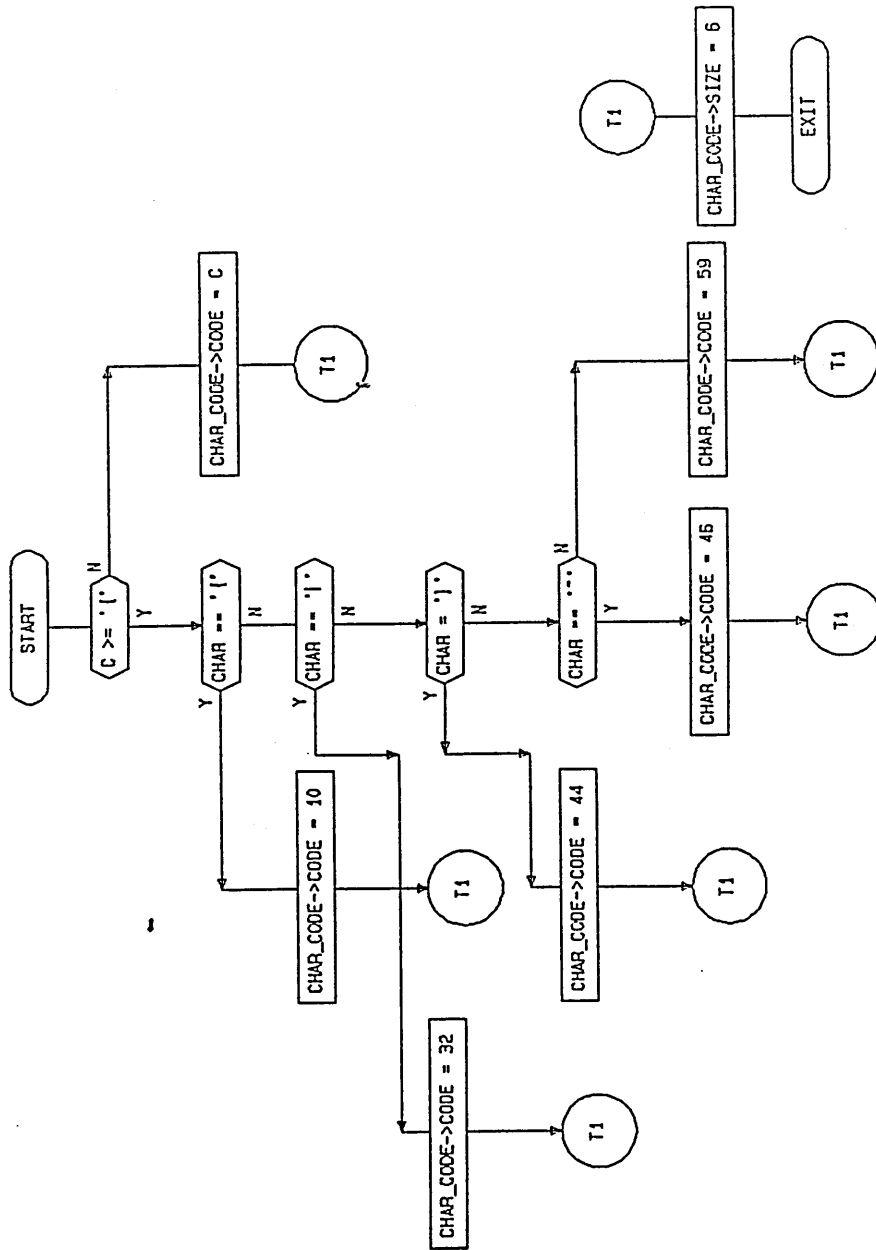 START
C >= '{'
N
Y
CHAR_CODE->CODE = C
T1
CHAR == '{'
Y
N
CHAR_CODE->CODE = 10
T1
CHAR == '|'
Y
N
CHAR_CODE->CODE = 32
T1
CHAR = '}'
Y
N
CHAR_CODE->CODE = 44
T1
CHAR == '~'
N
Y
CHAR_CODE->CODE = 46
T1
CHAR_CODE->CODE = 59
T1
T1
CHAR_CODE->SIZE = 6
EXIT